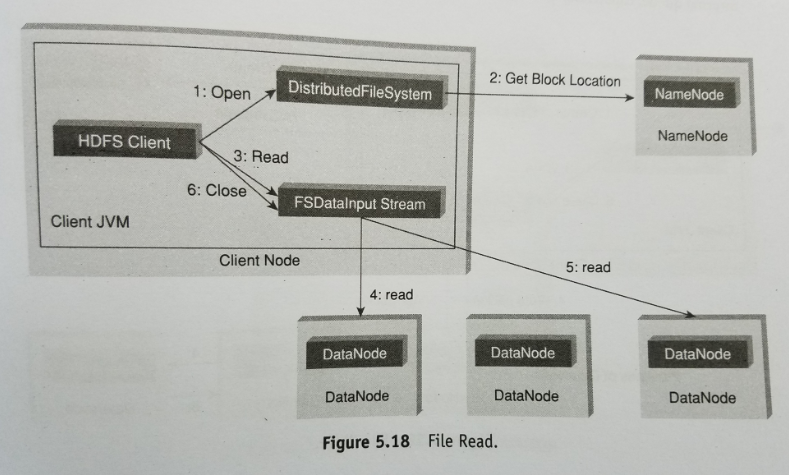 1: Open
DistributedFileSystem
2: Get Block Location
NameNode
NameNode
HDFS Client
3: Read
6: Close
FSDataInput Stream
Client JVM
Client Node
4: read
5: read
DataNode
DataNode
DataNode
DataNode
DataNode
DataNode
Figure 5.18 File Read.